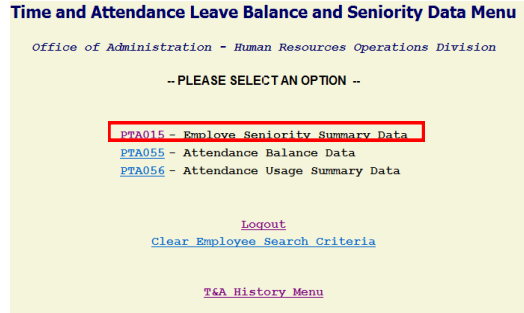 Time and Attendance Leave Balance and Seniority Data Menu
Office of Administration - Human Resources Operations Division
-- PLEASE SELECT AN OPTION --
PTA015 - Employe Seniority Summary Data
PTA055 - Attendance Balance Data
PTA056 - Attendance Usage Summary Data
Logout
Clear Employee Search Criteria
T&A History Menu